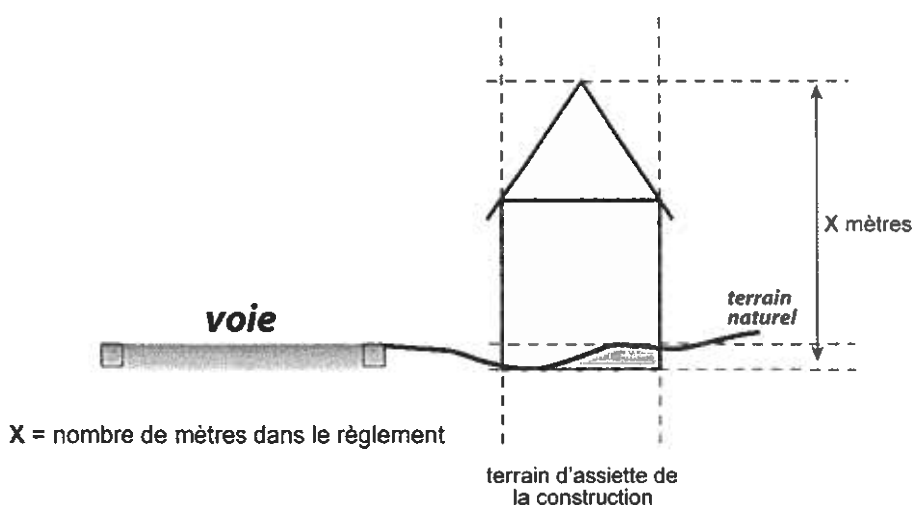 X mètres
terrain
naturel
voie
X = nombre de mètres dans le règlement
terrain d'assiette de
la construction